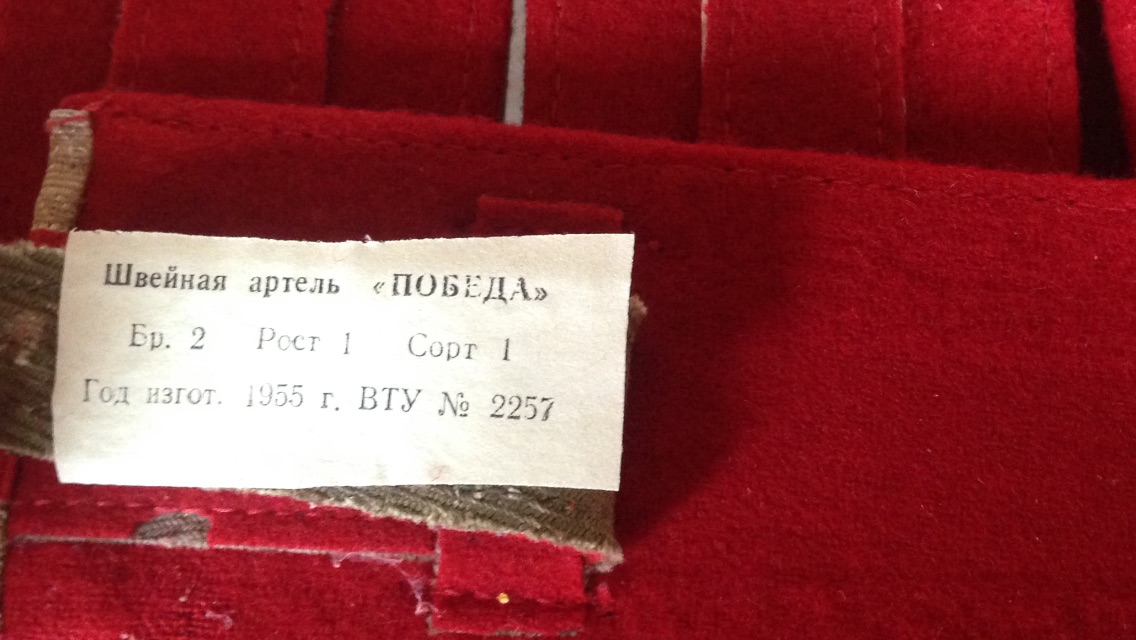 Швейная артель «ПОБЕДА»
Бр. 2 Рост 1 Сорт 1
Год изгот. 1955 г. ВТУ № 2257